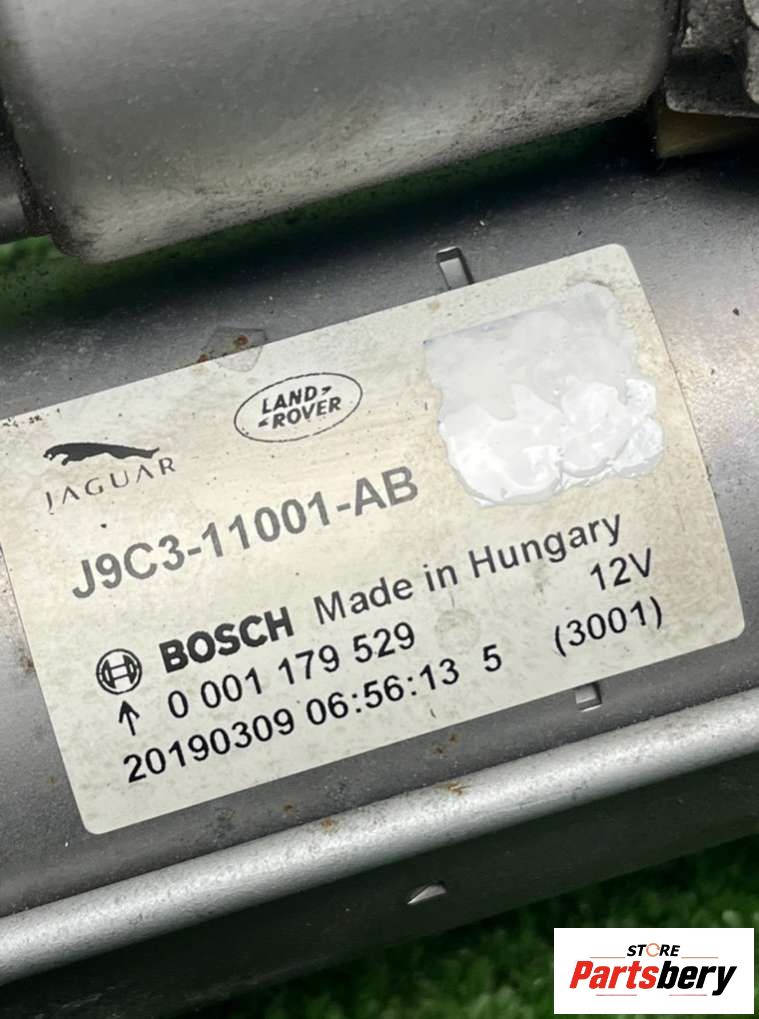 LAND
ROVER
JAGUAR
J9C3-11001-AB
BOSCH Made in Hungary
0 001 179 529 12V
20190309 06:56:13 5 (3001)
STORE
Partsbery